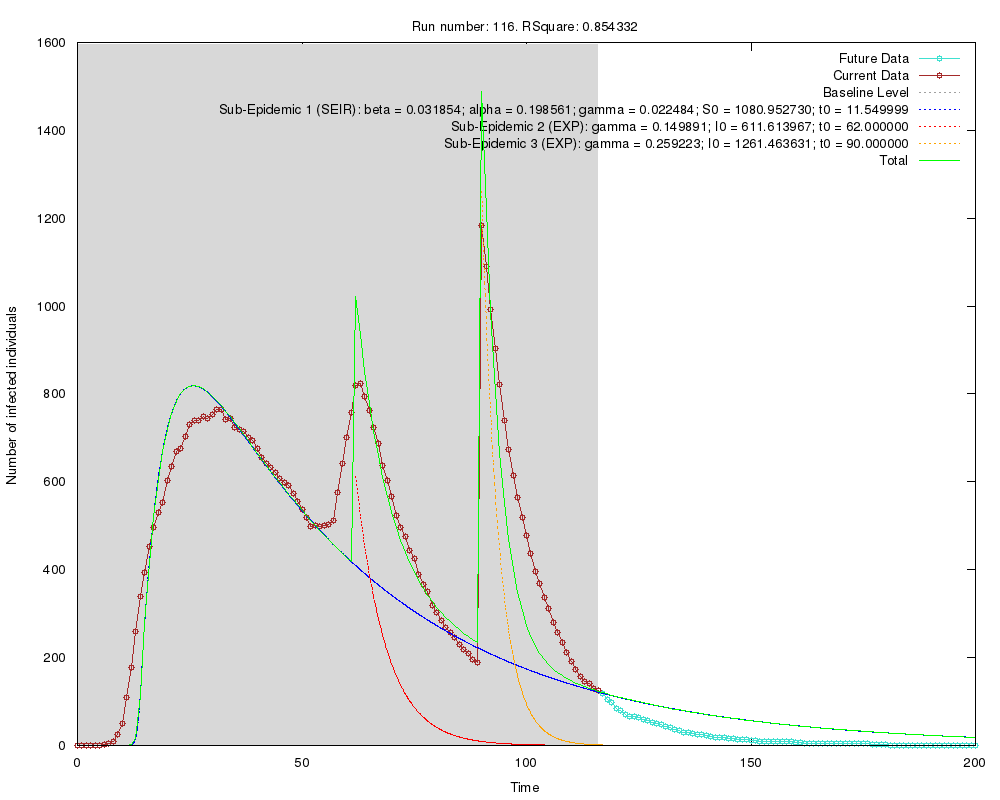 Run number: 116. RSquare: 0.854332
1600
1400
1200
1000
800
600
400
200
0
Number of infected individuals
Future Data
Current Data
Baseline Level
Sub-Epidemic 1 (SEIR): beta = 0.031854; alpha = 0.198561; gamma = 0.022484; S0 = 1080.952730; t0 = 11.549999
Sub-Epidemic 2 (EXP): gamma = 0.149891; I0 = 611.613967; t0 = 62.000000
Sub-Epidemic 3 (EXP): gamma = 0.259223; I0 = 1261.463631; t0 = 90.000000
Total
0 50 100 150 200
Time